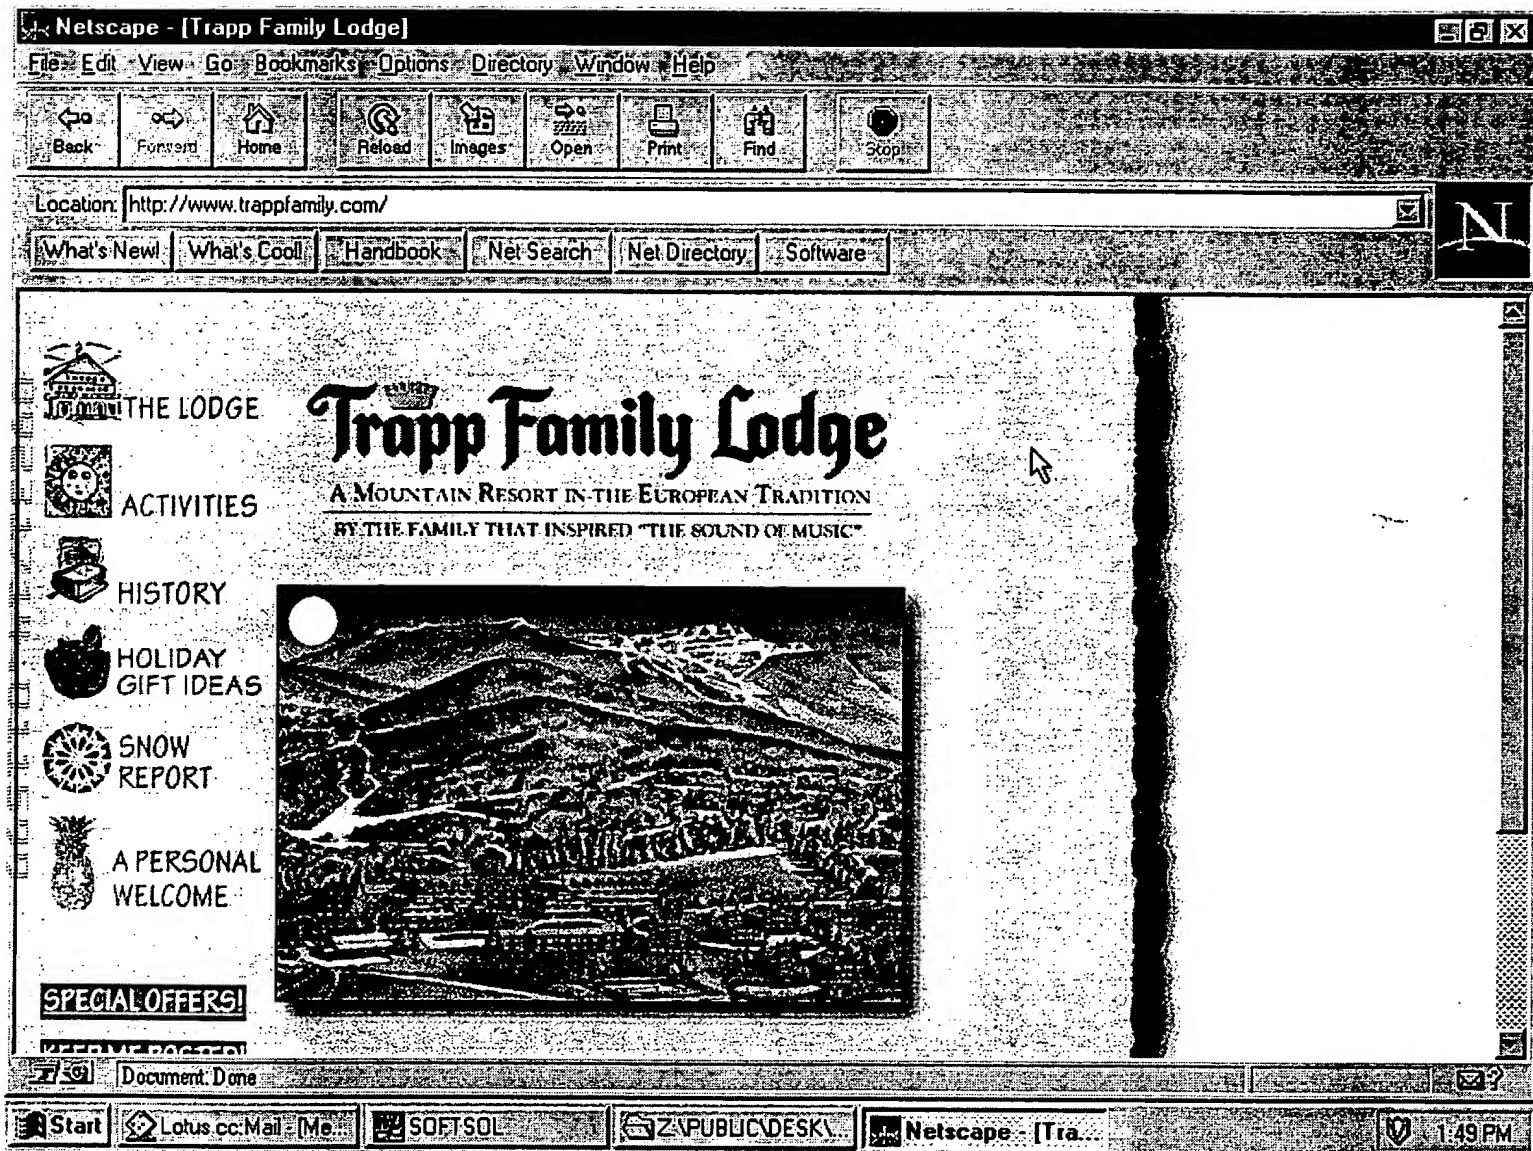 Netscape - [Trapp Family Lodge]
File Edit View Go Bookmarks Options Directory Window Help
Back Forward Home Reload Images Open Print Find Stop
Location: http://www.trappfamily.com/
N
What's New! What's Cool! Handbook Net Search Net Directory Software
THE LODGE
ACTIVITIES
HISTORY
HOLIDAY
GIFT IDEAS
SNOW
REPORT
A PERSONAL
WELCOME
SPECIAL OFFERS!
KEEP ME POSTED!
Trapp Family Lodge
A MOUNTAIN RESORT IN THE EUROPEAN TRADITION
BY THE FAMILY THAT INSPIRED "THE SOUND OF MUSIC"
Document: Done
Start Lotus cc:Mail - [Me... SOFTSOL Z:\PUBLIC\DESK\... Netscape - [Tra... 1:49 PM